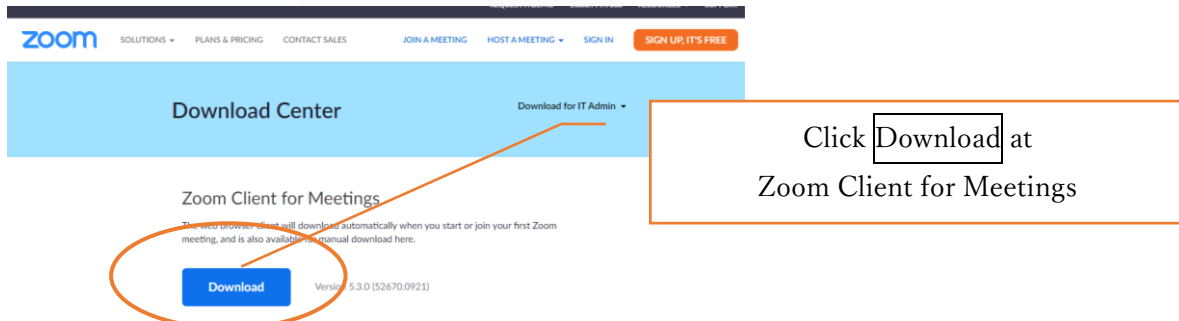 zoom SOLUTIONS PLANS & PRICING CONTACT SALES JOIN A MEETING HOST A MEETING SIGN IN SIGN UP, IT'S FREE
Download Center
Download for IT Admin
Click Download at
Zoom Client for Meetings
Zoom Client for Meetings
The web browser client will download automatically when you start or join your first Zoom
meeting, and is also available for manual download here.
Download
Version 5.3.0 (52670.0921)